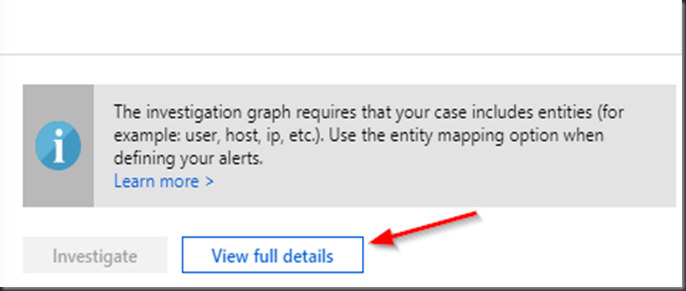 The investigation graph requires that your case includes entities (for
example: user, host, ip, etc.). Use the entity mapping option when
defining your alerts.
Learn more >
Investigate
View full details